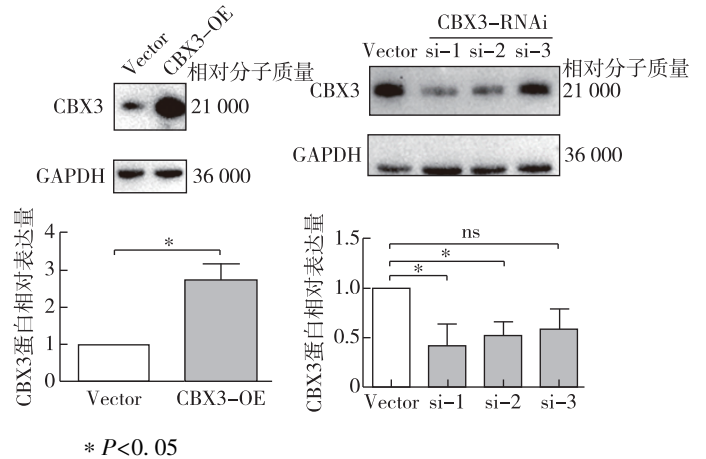 Vector
CBX3-OE
相对分子质量
CBX3
21 000
GAPDH
36 000
CBX3蛋白相对表达量
4
3
2
1
0
*
Vector
CBX3-OE
CBX3-RNAi
Vector si-1 si-2 si-3
相对分子质量
CBX3
21 000
GAPDH
36 000
CBX3蛋白相对表达量
1.5
1.0
0.5
0.0
ns
*
*
Vector si-1 si-2 si-3
* P<0.05